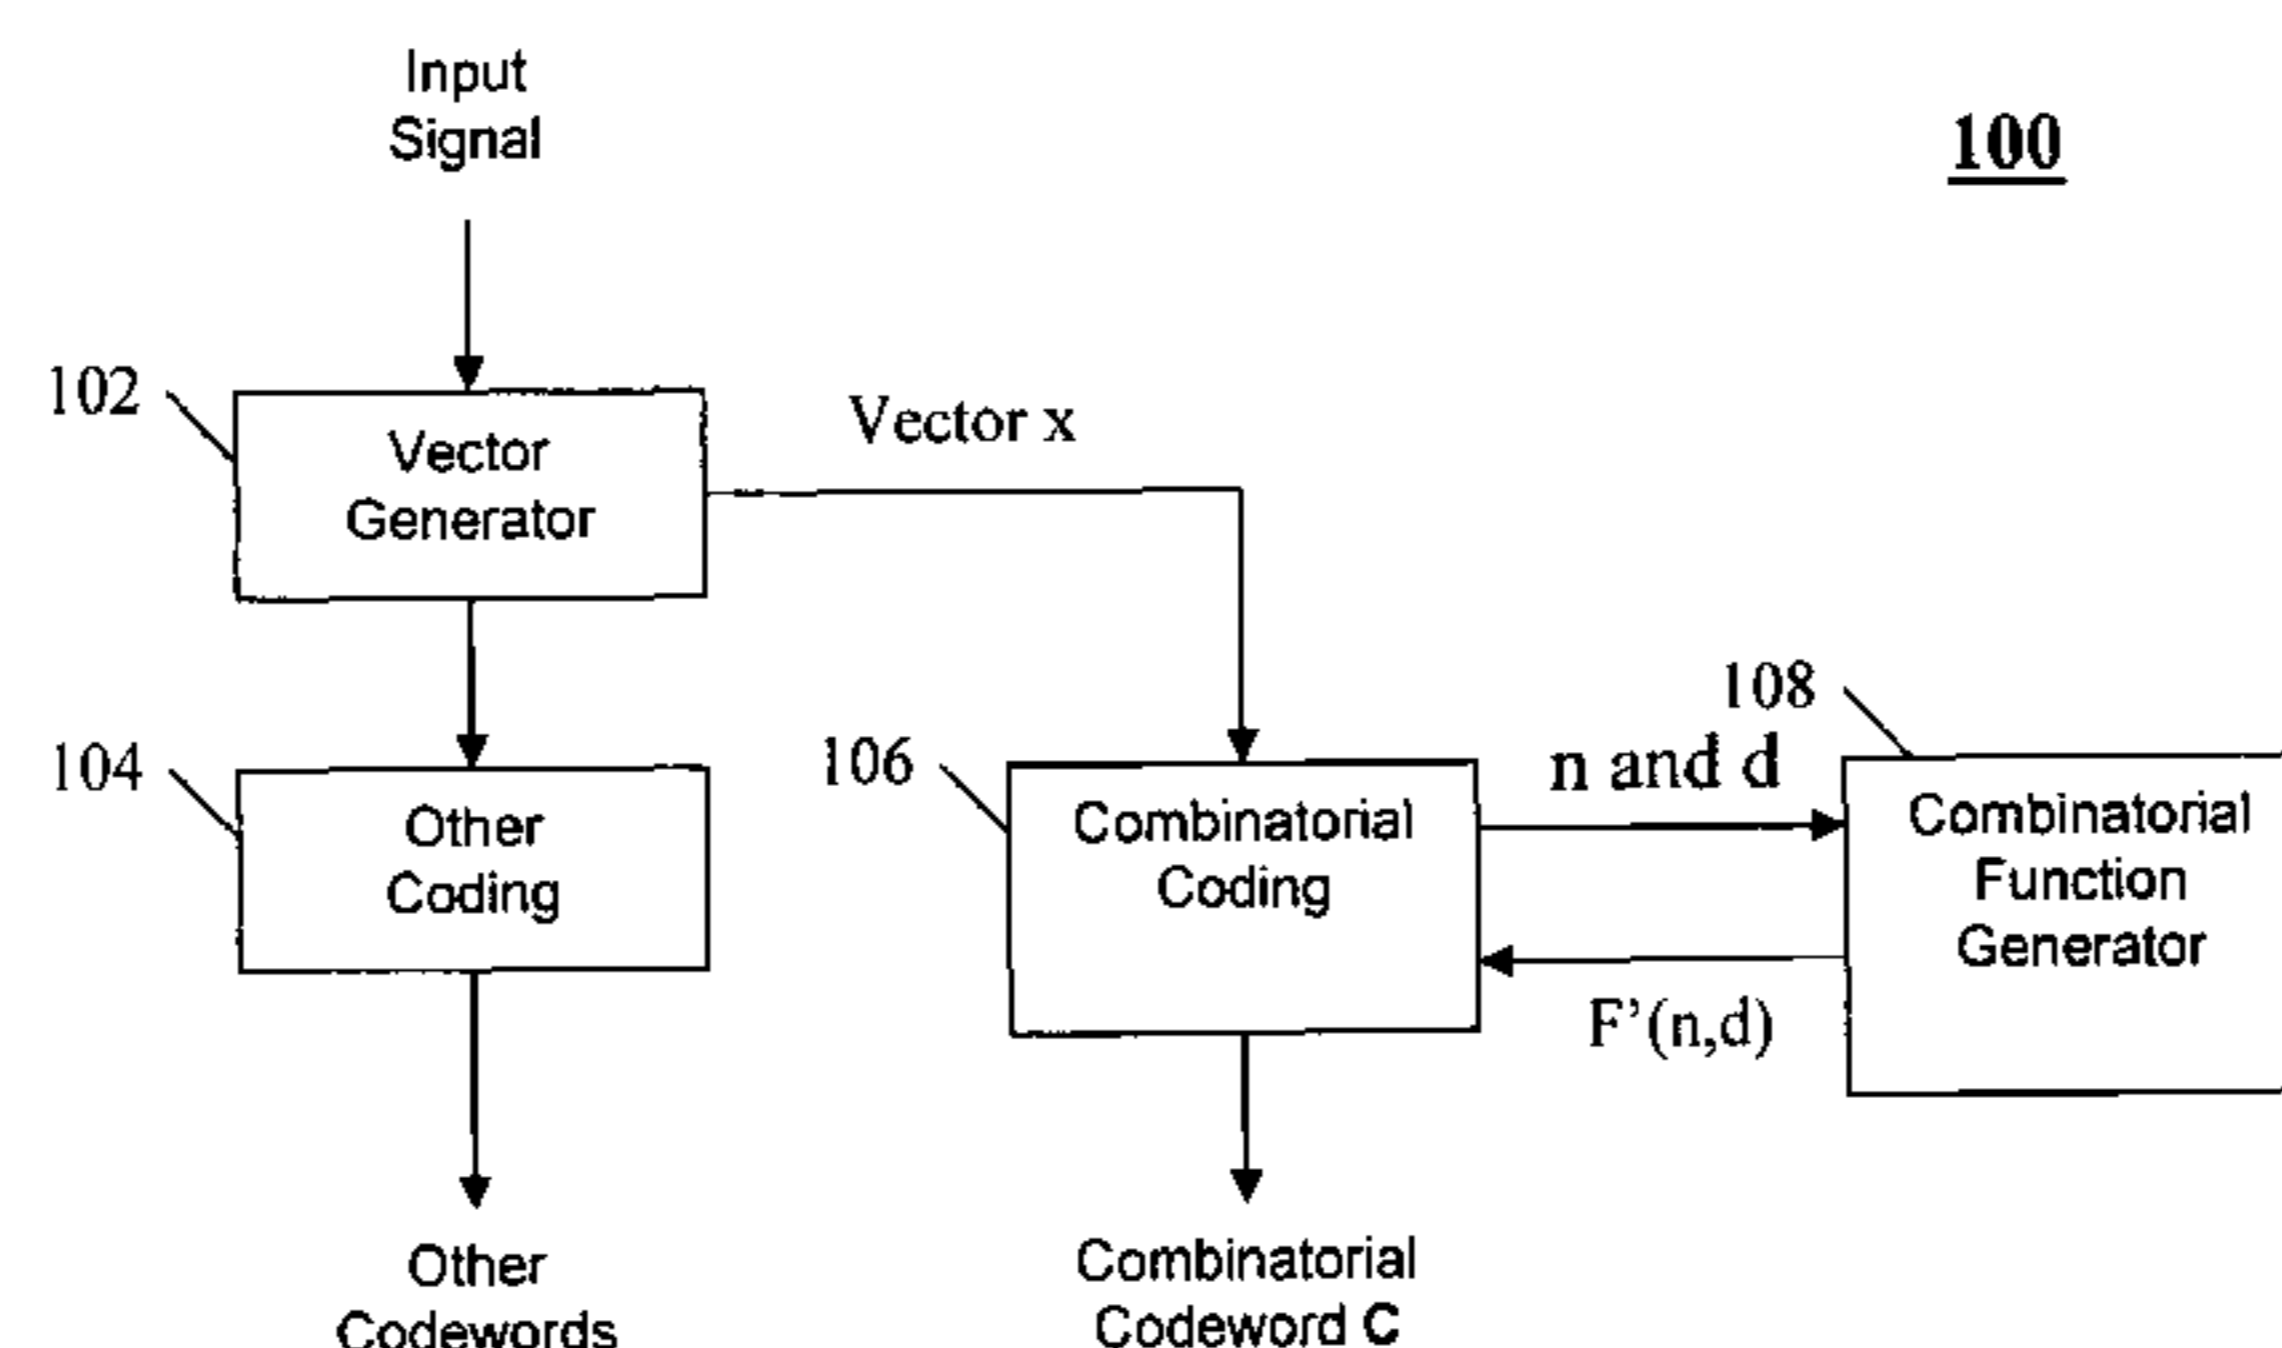 Input
Signal
100
102
Vector
Generator
Vector x
104
Other
Coding
106
Combinatorial
Coding
n and d
108
Combinatorial
Function
Generator
F’(n,d)
Other
Codewords
Combinatorial
Codeword C